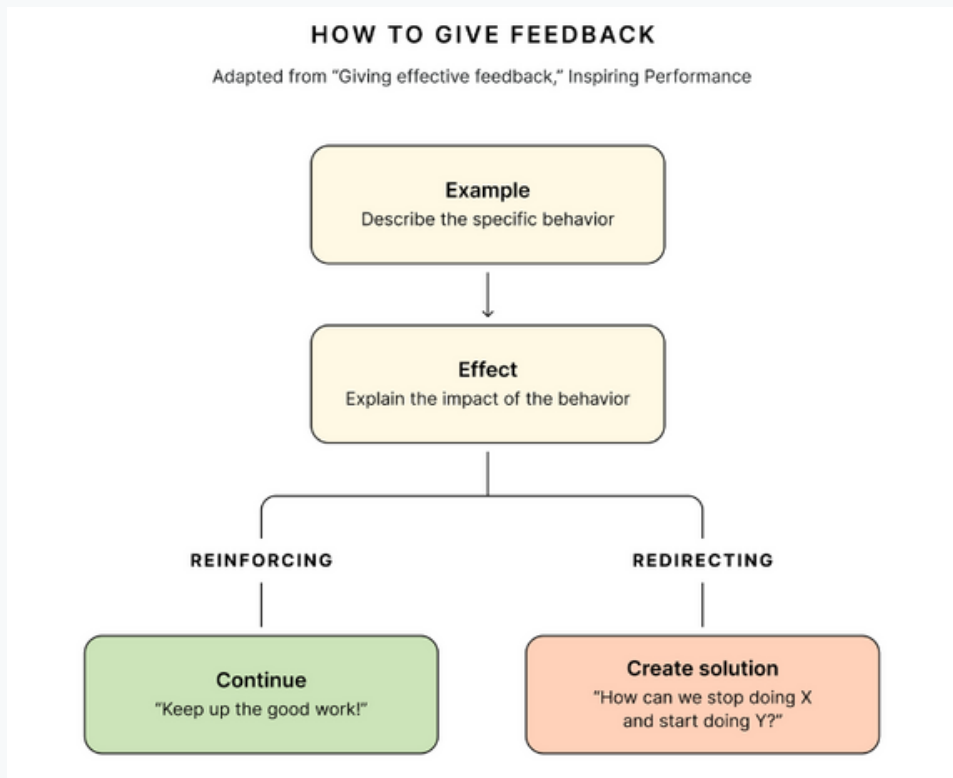 HOW TO GIVE FEEDBACK
Adapted from “Giving effective feedback,” Inspiring Performance
Example
Describe the specific behavior
Effect
Explain the impact of the behavior
REINFORCING
REDIRECTING
Continue
“Keep up the good work!”
Create solution
“How can we stop doing X
and start doing Y?”